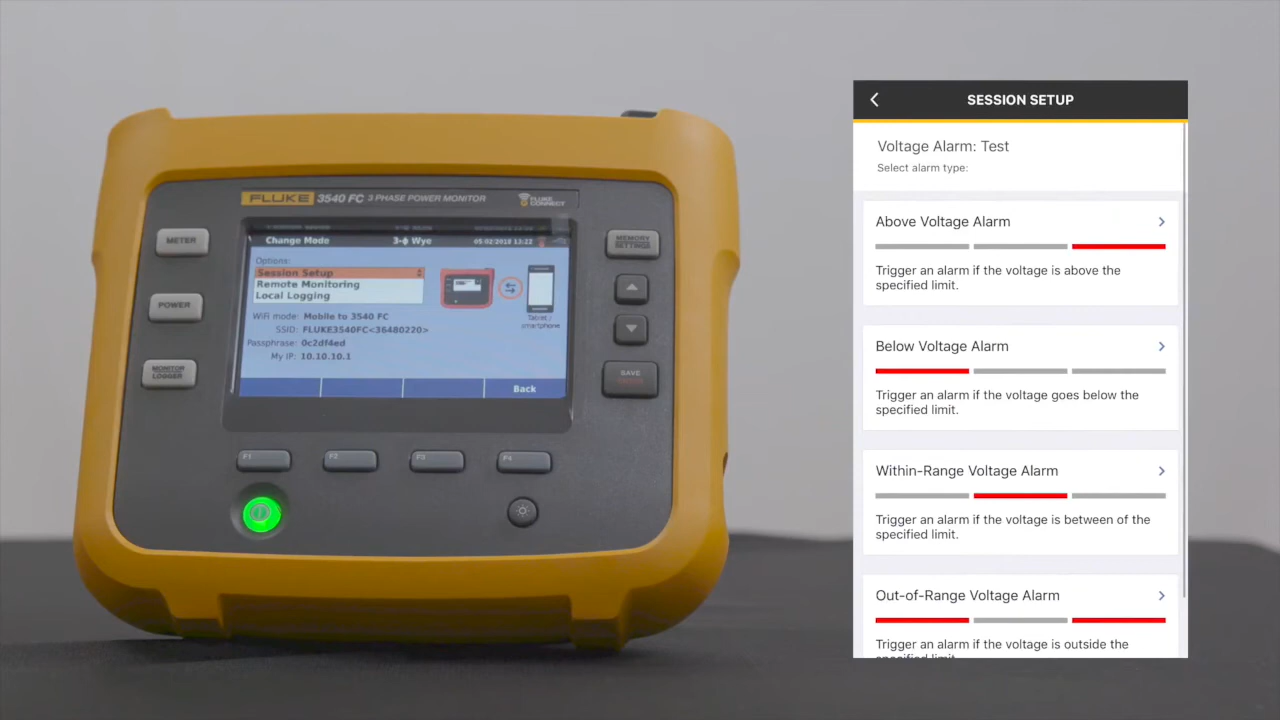 FLUKE 3540 FC 3 PHASE POWER MONITOR
FLUKE CONNECT
METER
POWER
MONITOR
LOGGER
Change Mode 3-ϕ Wye 05/02/2018 13:22
Options:
Session Setup
Remote Monitoring
Local Logging
Tablet/
smartphone
WiFi mode: Mobile to 3540 FC
SSID: FLUKE3540FC<36480220>
Passphrase: 0c2df4ed
My IP: 10.10.10.1
Back
MEMORY
SETTINGS
SAVE
F1
F2
F3
F4
SESSION SETUP
Voltage Alarm: Test
Select alarm type:
Above Voltage Alarm
Trigger an alarm if the voltage is above the
specified limit.
Below Voltage Alarm
Trigger an alarm if the voltage goes below the
specified limit.
Within-Range Voltage Alarm
Trigger an alarm if the voltage is between of the
specified limit.
Out-of-Range Voltage Alarm
Trigger an alarm if the voltage is outside the
specified limit.